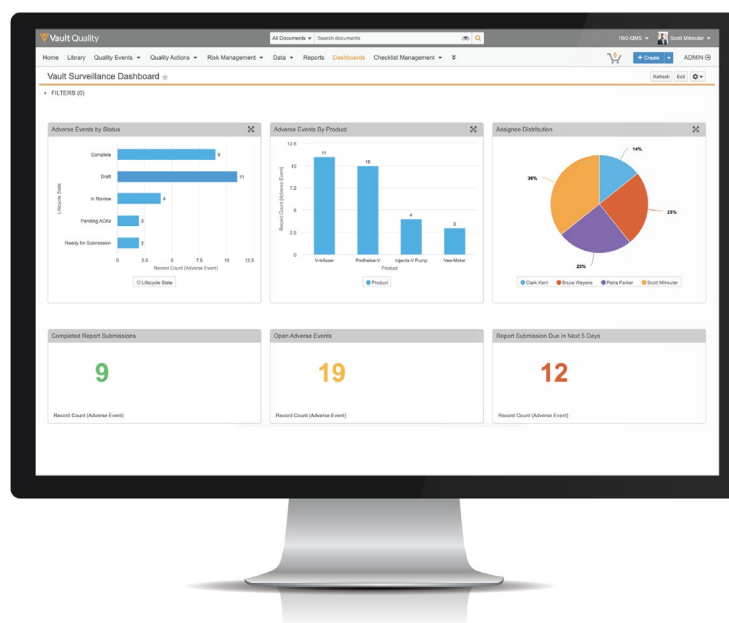 Vault Quality
All Documents
Search documents
Scott Mitreuter
Home Library Quality Events Quality Actions Risk Management Data Reports Dashboards Checklist Management
+ Create
ADMIN
Vault Surveillance Dashboard
Refresh Edit
FILTERS (0)
Adverse Events by Status
Complete
9
Draft
11
In Review
4
Pending ACKs
2
Ready for Submission
2
Lifecycle State
0 2.5 5 7.5 10 12.5
Record Count (Adverse Event)
Lifecycle State
Adverse Events By Product
Record Count (Adverse Event)
12.5
10
7.5
5
2.5
0
11
10
4
3
V-Infuser
Injecta-V Pump
Vee-Meter
Product
Product
Assignee Distribution
14%
25%
36%
Clark Kent
Petra Parker
Scott Mitreuter
Completed Report Submissions
9
Record Count (Adverse Event)
Open Adverse Events
19
Record Count (Adverse Event)
Report Submission Due in Next 5 Days
12
Record Count (Adverse Event)